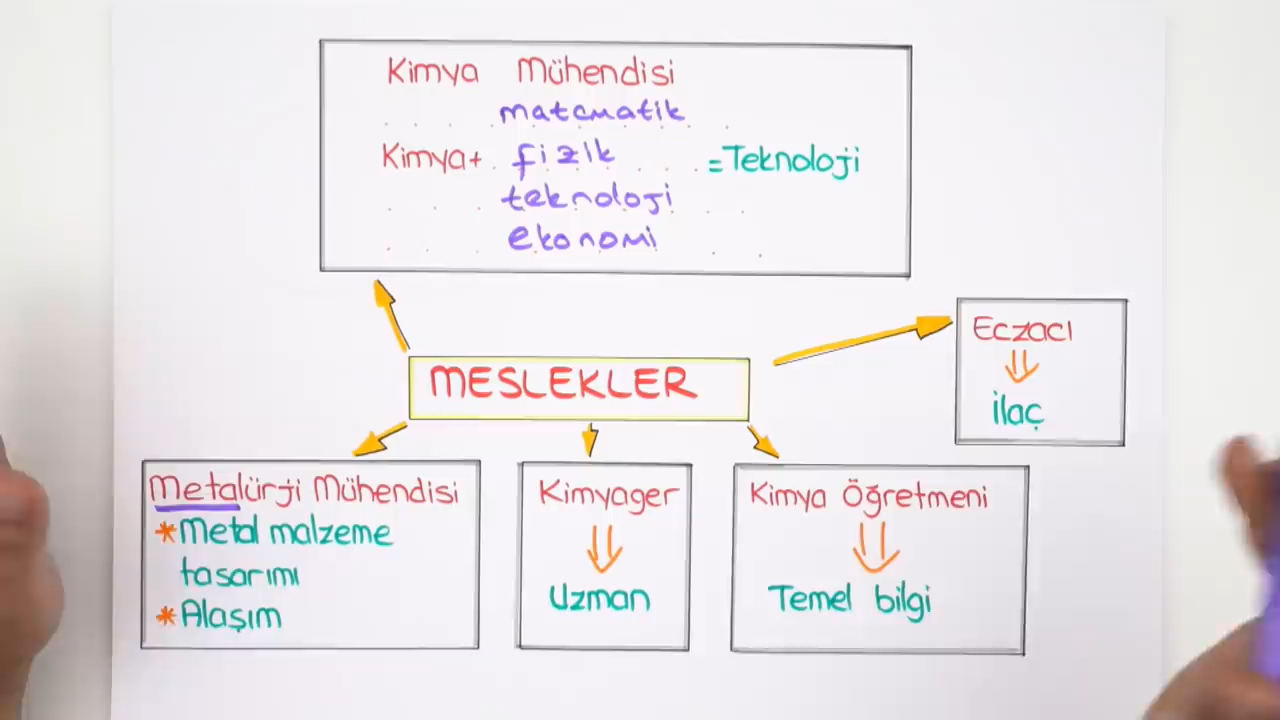 Kimya Mühendisi
matematik
Kimya+ fizik = Teknoloji
teknoloji
ekonomi
Eczacı
İlaç
MESLEKLER
Metalürji Mühendisi
*Metal malzeme
tasarımı
*Alaşım
Kimyager
Uzman
Kimya Öğretmeni
Temel bilgi